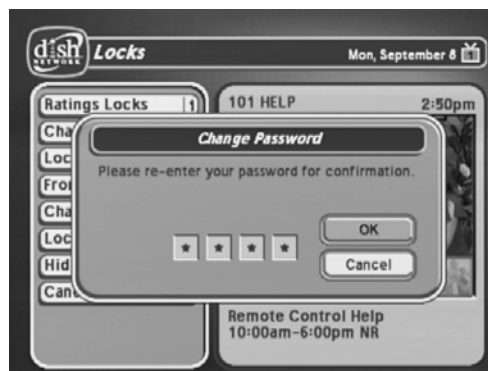 dish
NETWORK
Locks
Mon, September 8
Ratings Locks 1
101 HELP 2:50pm
Cha
Change Password
Loc
Please re-enter your password for confirmation.
Fro
Cha
OK
Loc
* * * *
Hid
Cancel
Canc
Remote Control Help
10:00am-6:00pm NR